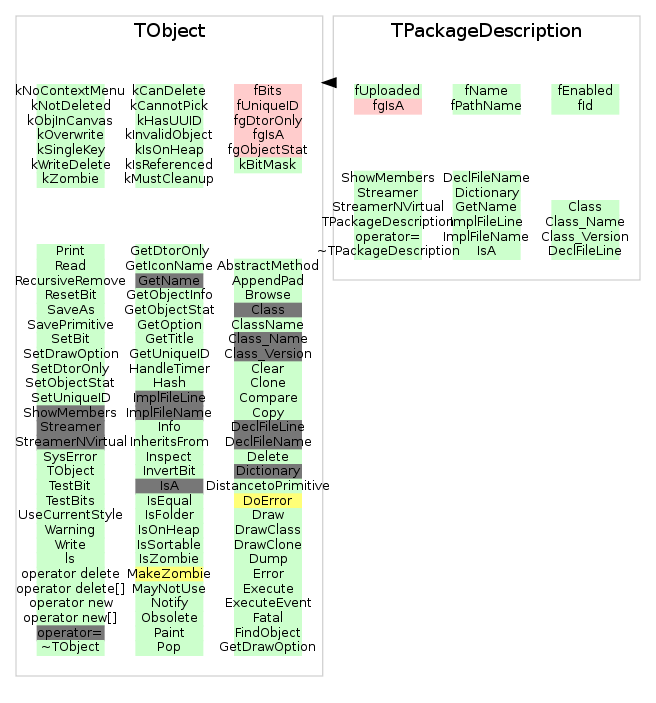 TObject
kNoContextMenu
kNotDeleted
kObjInCanvas
kOverwrite
kSingleKey
kWriteDelete
kZombie
kCanDelete
kCannotPick
kHasUUID
kInvalidObject
kIsOnHeap
kIsReferenced
kMustCleanup
fBits
fUniqueID
fgDtorOnly
fgIsA
fgObjectStat
kBitMask
Print
Read
RecursiveRemove
ResetBit
SaveAs
SavePrimitive
SetBit
SetDrawOption
SetDtorOnly
SetObjectStat
SetUniqueID
ShowMembers
Streamer
StreamerNVirtual
SysError
TObject
TestBit
TestBits
UseCurrentStyle
Warning
Write
ls
operator delete
operator delete[]
operator new
operator new[]
operator=
~TObject
GetDtorOnly
GetIconName
GetName
GetObjectInfo
GetObjectStat
GetOption
GetTitle
GetUniqueID
HandleTimer
Hash
ImplFileLine
ImplFileName
Info
InheritsFrom
Inspect
InvertBit
IsA
IsEqual
IsFolder
IsOnHeap
IsSortable
IsZombie
MakeZombie
MayNotUse
Notify
Obsolete
Paint
Pop
AbstractMethod
AppendPad
Browse
Class
ClassName
Class_Name
Class_Version
Clear
Clone
Compare
Copy
DeclFileLine
DeclFileName
Delete
Dictionary
DistancetoPrimitive
DoError
Draw
DrawClass
DrawClone
Dump
Error
Execute
ExecuteEvent
Fatal
FindObject
GetDrawOption
TPackageDescription
fUploaded
fgIsA
fName
fPathName
fEnabled
fId
ShowMembers
Streamer
StreamerNVirtual
TPackageDescription
operator=
~TPackageDescription
DeclFileName
Dictionary
GetName
ImplFileLine
ImplFileName
IsA
Class
Class_Name
Class_Version
DeclFileLine